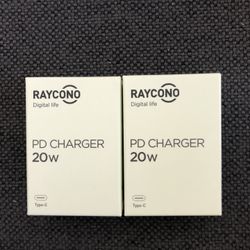 RAYCONO
Digital life
PD CHARGER
20W
Type-C
RAYCONO
Digital life
PD CHARGER
20W
Type-C